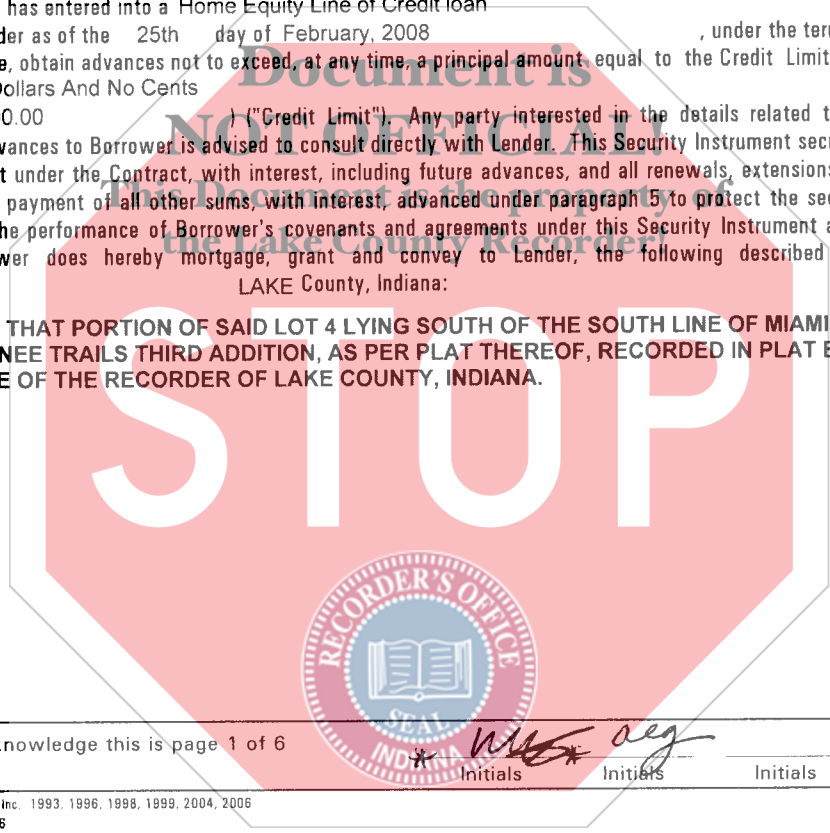 has entered into a Home Equity Line of Credit loan
der as of the 25th day of February, 2008 , under the ter
e, obtain advances not to exceed, at any time, a principal amount equal to the Credit Limit
Dollars And No Cents
0.00 ) ("Credit Limit"). Any party interested in the details related t
vances to Borrower is advised to consult directly with Lender. This Security Instrument secu
t under the Contract, with interest, including future advances, and all renewals, extensions
payment of all other sums, with interest, advanced under paragraph 5 to protect the sec
he performance of Borrower's covenants and agreements under this Security Instrument a
wer does hereby mortgage, grant and convey to Lender, the following described
LAKE County, Indiana:
Document is
NOT OFFICIAL!
This Document is the property of
the Lake County Recorder!
THAT PORTION OF SAID LOT 4 LYING SOUTH OF THE SOUTH LINE OF MIAMI
NEE TRAILS THIRD ADDITION, AS PER PLAT THEREOF, RECORDED IN PLAT B
E OF THE RECORDER OF LAKE COUNTY, INDIANA.
STOP
RECORDER'S OFFICE
SEAL
INDIANA
nowledge this is page 1 of 6
Initials Initials Initials
Inc. 1993, 1996, 1998, 1999, 2004, 2006
6